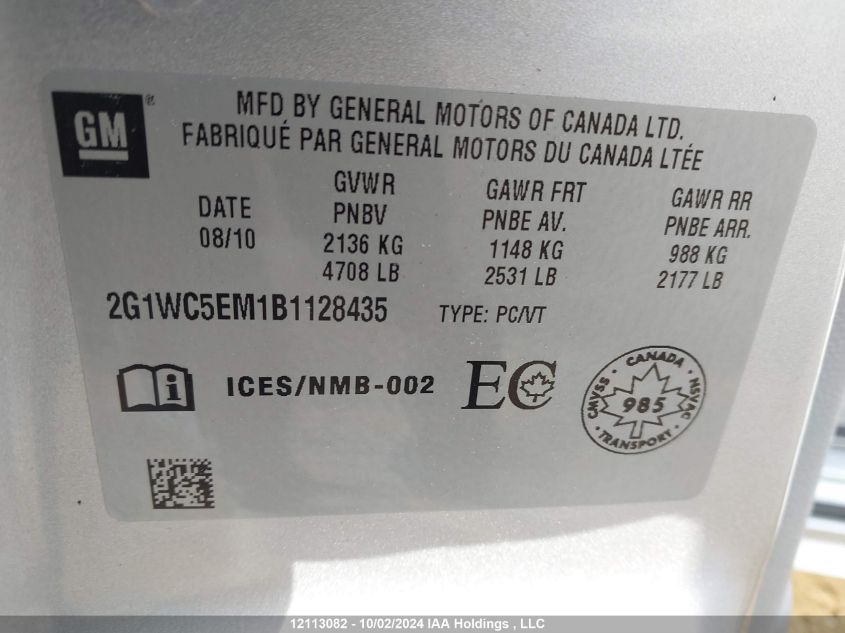 GM®
MFD BY GENERAL MOTORS OF CANADA LTD.
FABRIQUÉ PAR GENERAL MOTORS DU CANADA LTÉE
DATE
08/10
GVWR
PNBV
2136 KG
4708 LB
GAWR FRT
PNBE AV.
1148 KG
2531 LB
GAWR RR
PNBE ARR.
988 KG
2177 LB
2G1WC5EM1B1128435 TYPE: PC/VT
i ICES/NMB-002 EC
CANADA
CMVSS 985 NSVAC
TRANSPORT
12113082 - 10/02/2024 IAA Holdings , LLC